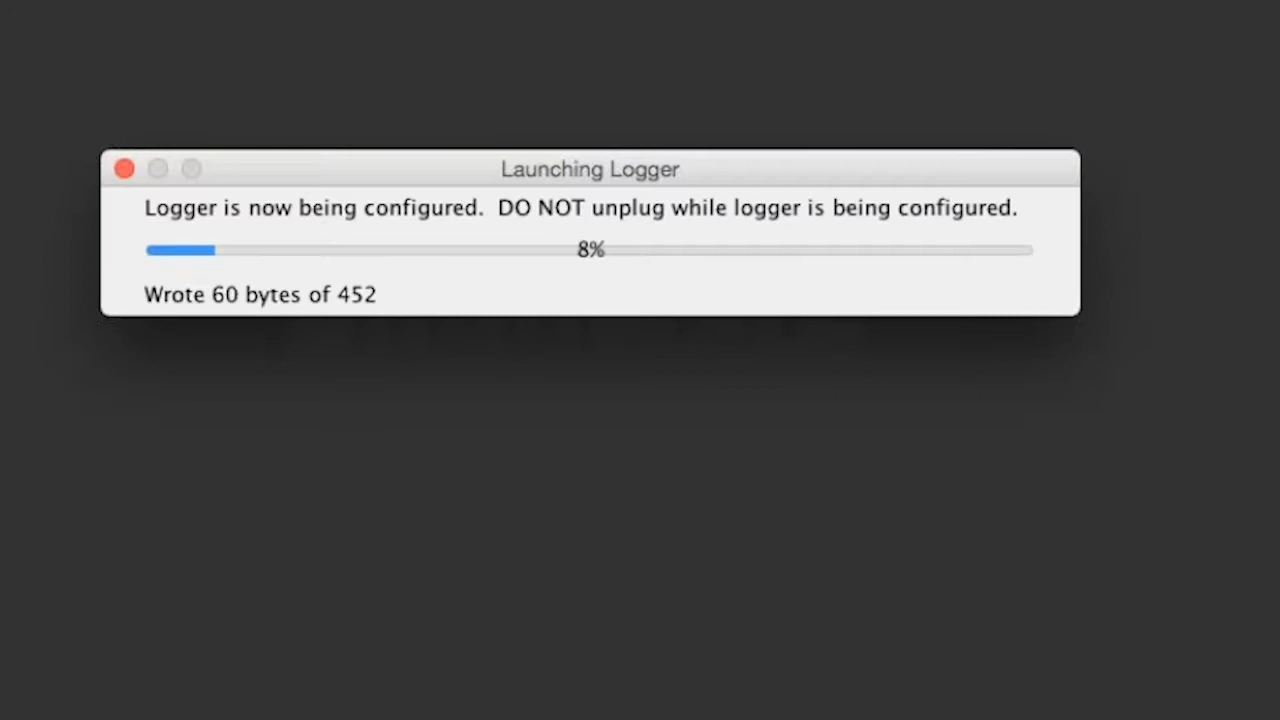 Launching Logger
Logger is now being configured.  DO NOT unplug while logger is being configured.
8%
Wrote 60 bytes of 452